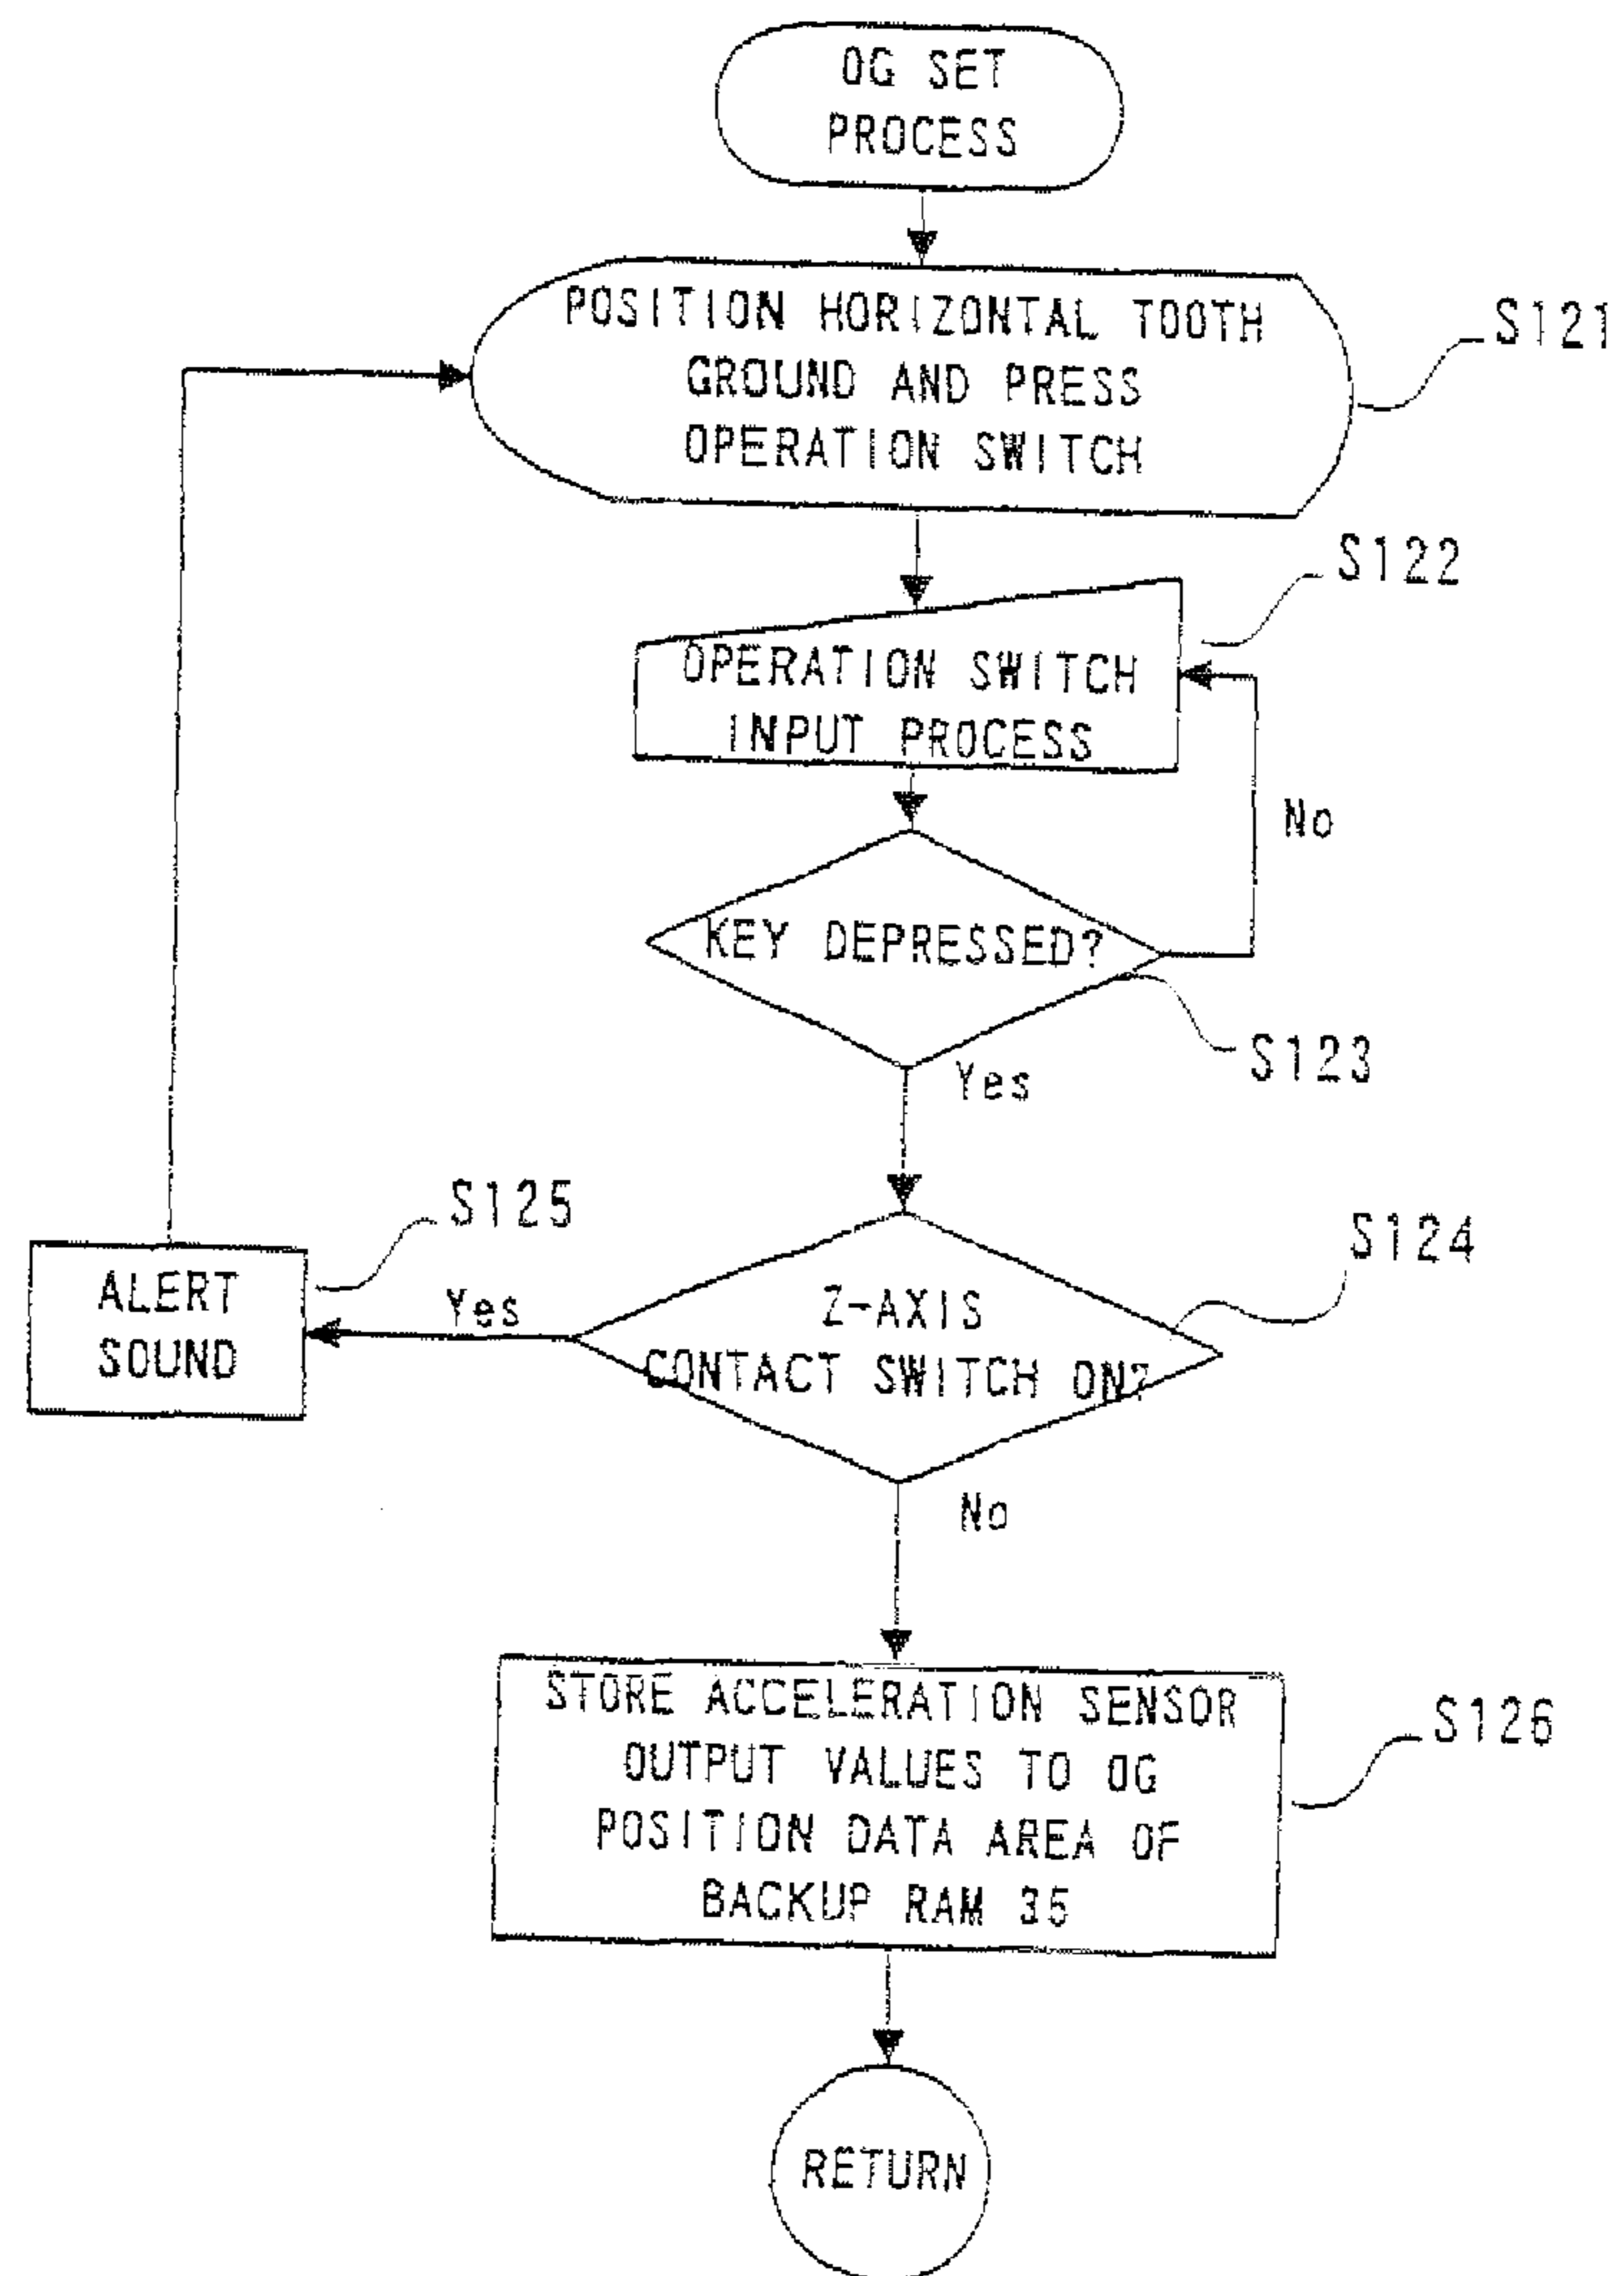 0G SET
PROCESS
POSITION HORIZONTAL TOOTH
GROUND AND PRESS
OPERATION SWITCH
S121
S122
OPERATION SWITCH
INPUT PROCESS
No
KEY DEPRESSED?
S123
Yes
S125
S124
ALERT
SOUND
Yes
Z-AXIS
CONTACT SWITCH ON?
No
STORE ACCELERATION SENSOR
OUTPUT VALUES TO 0G
POSITION DATA AREA OF
BACKUP RAM 35
S126
RETURN